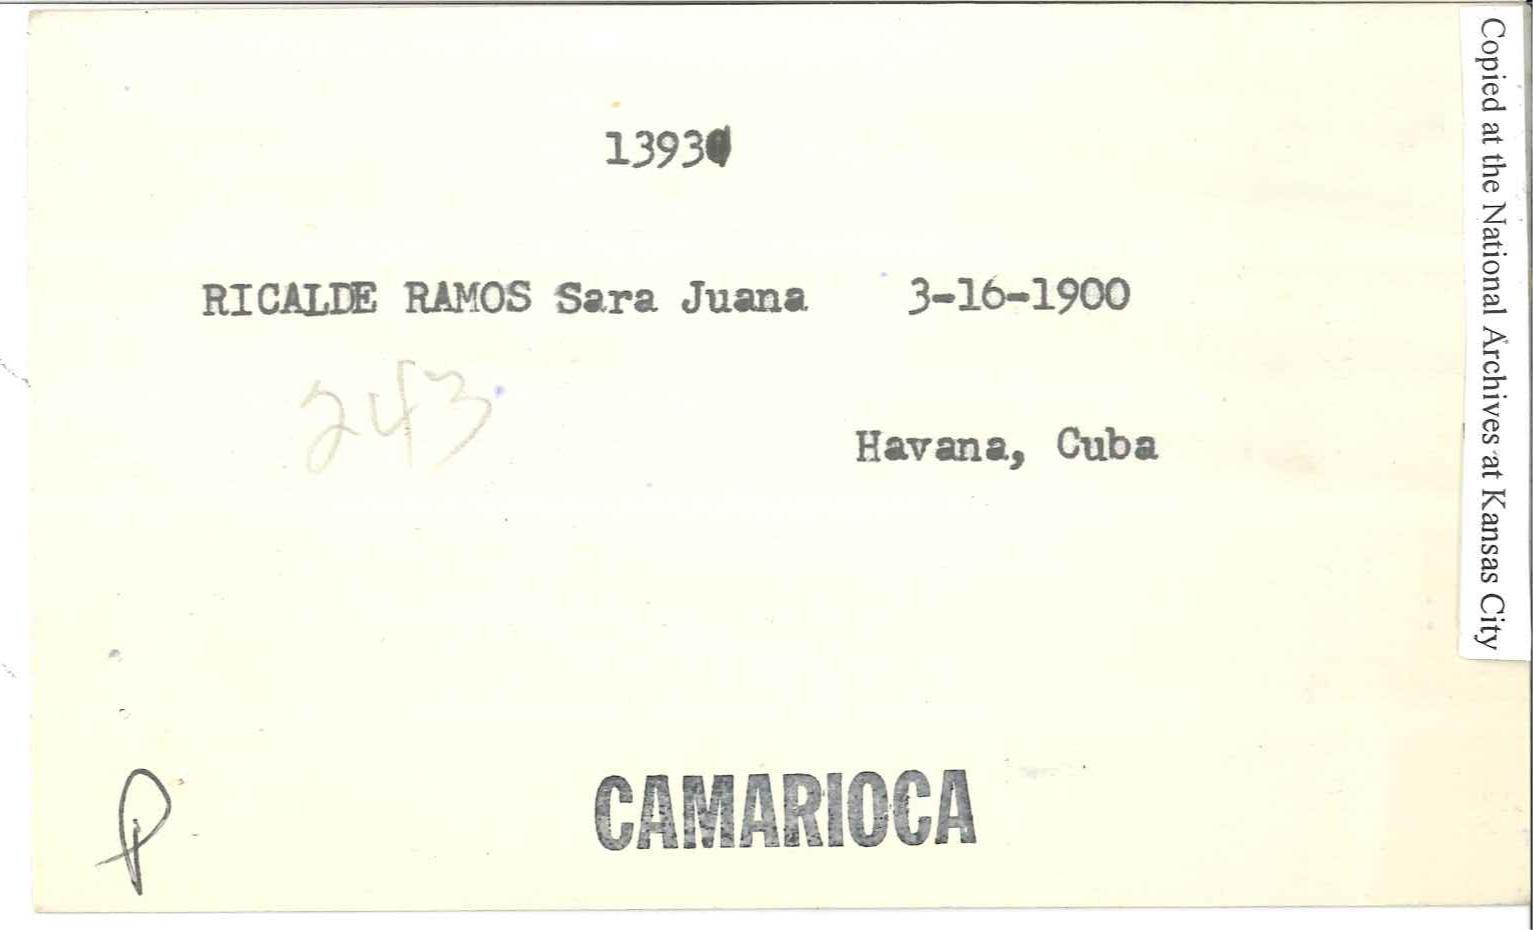 1393
RICALDE RAMOS Sara Juana 3-16-1900
243
Havana, Cuba
P
CAMARIOCA
Copied at the National Archives at Kansas City